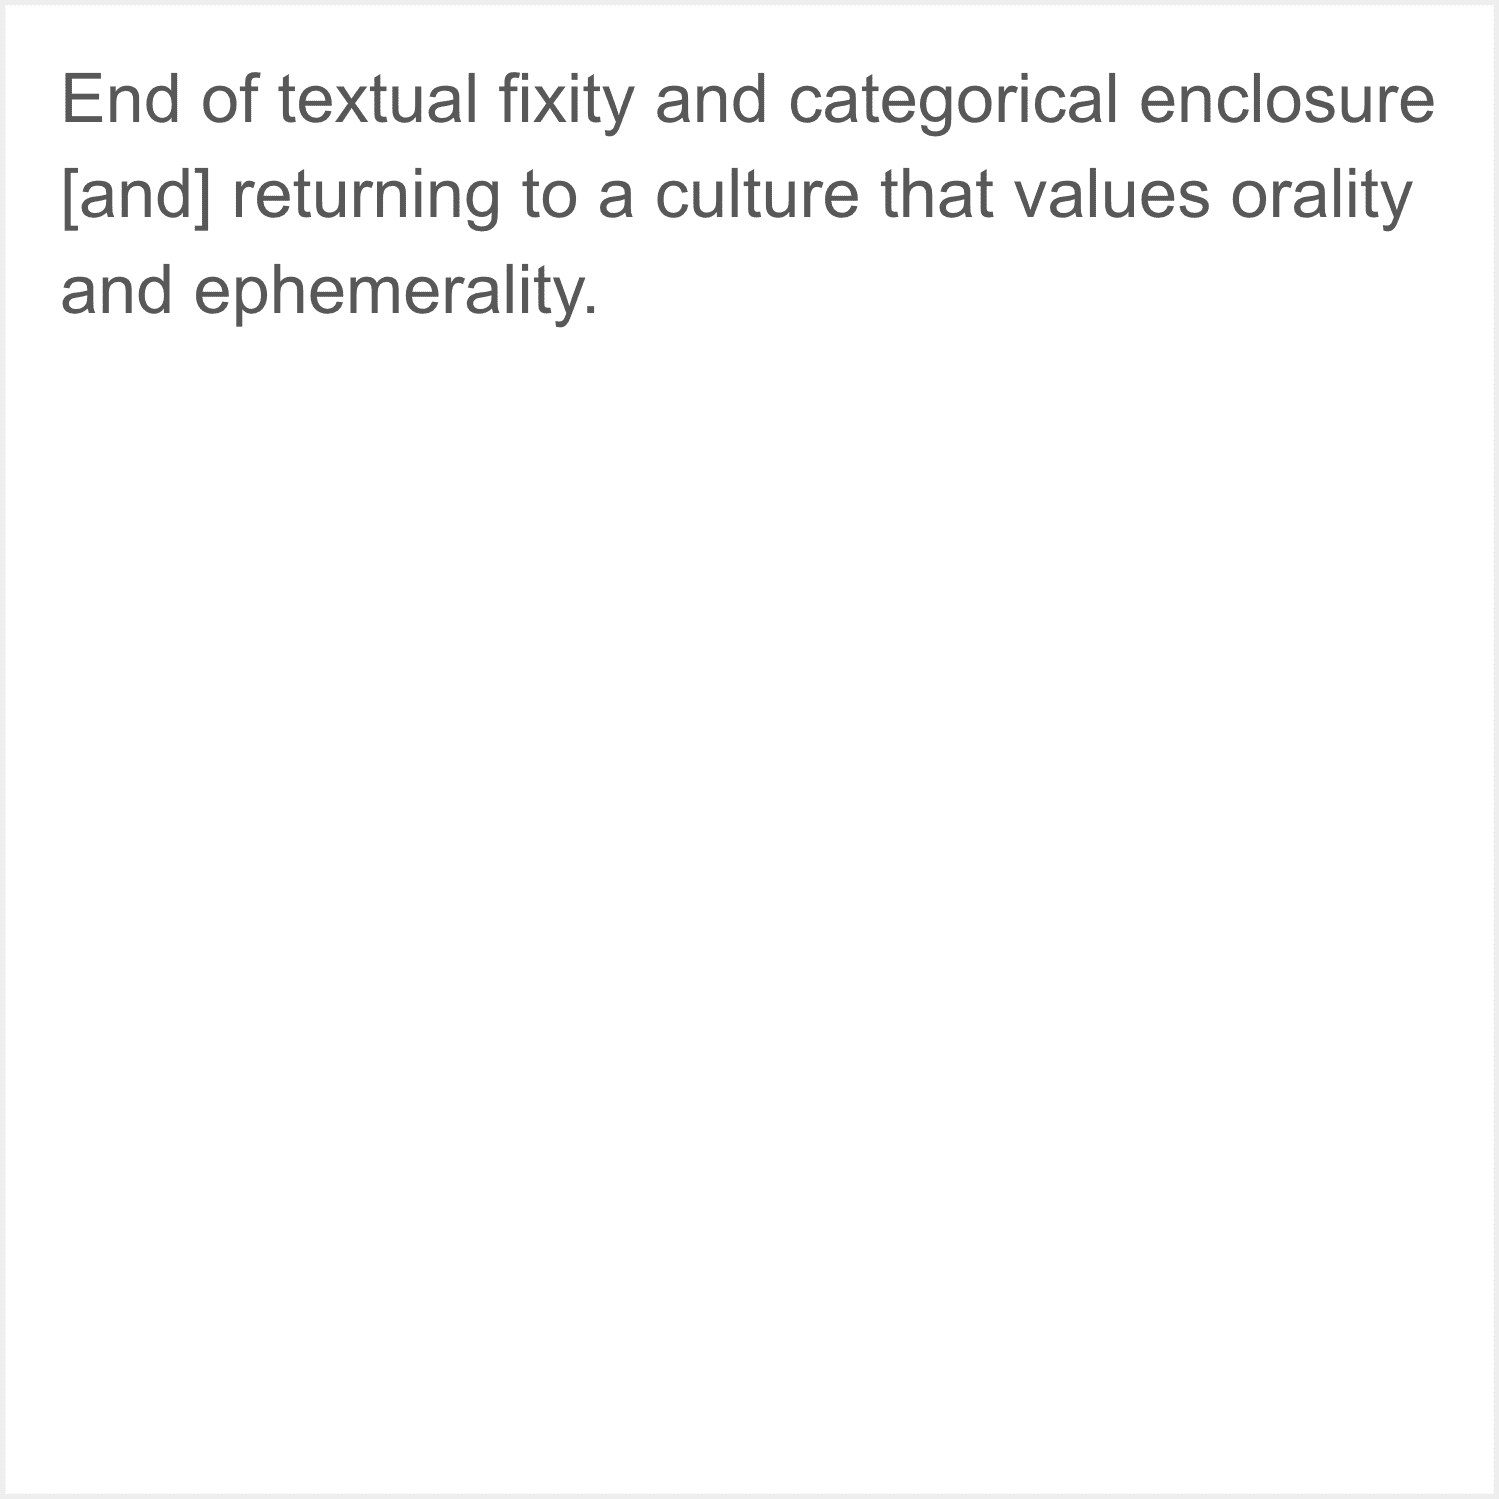 End of textual fixity and categorical enclosure
[and] returning to a culture that values orality
and ephemerality.